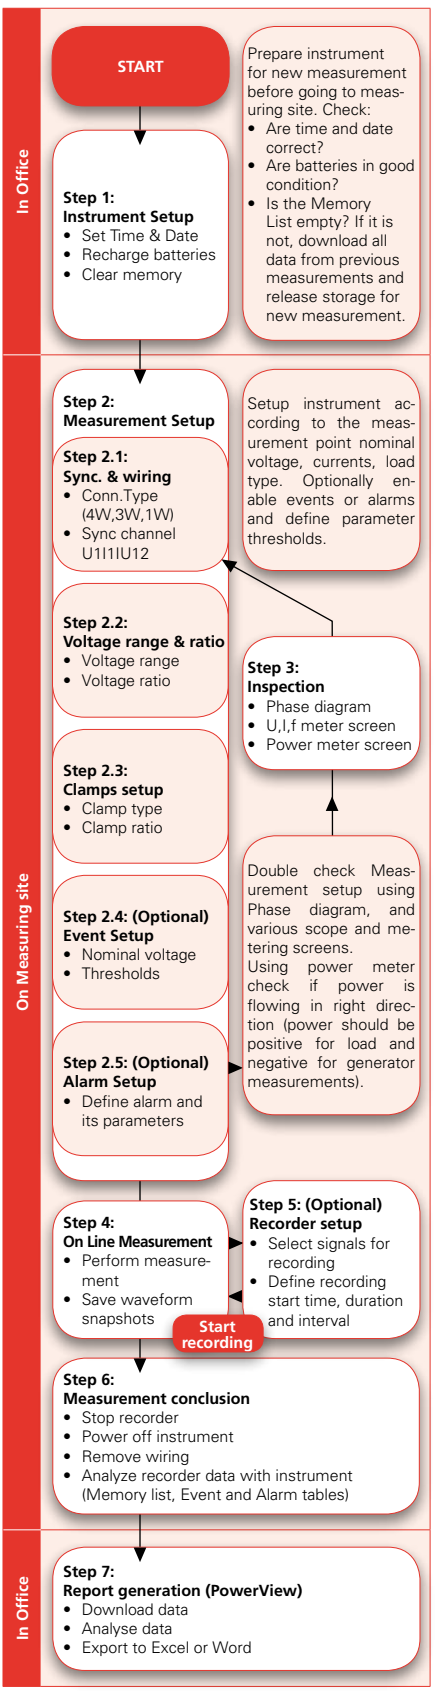 In Office
START
Step 1:
Instrument Setup
• Set Time & Date
• Recharge batteries
• Clear memory
Prepare instrument
for new measurement
before going to meas-
uring site. Check:
• Are time and date
correct?
• Are batteries in good
condition?
• Is the Memory
List empty? If it is
not, download all
data from previous
measurements and
release storage for
new measurement.
On Measuring site
Step 2:
Measurement Setup
Step 2.1:
Sync. & wiring
• Conn.Type
(4W,3W,1W)
• Sync channel
U1I1IU12
Setup instrument ac-
cording to the meas-
urement point nominal
voltage, currents, load
type. Optionally en-
able events or alarms
and define parameter
thresholds.
Step 2.2:
Voltage range & ratio
• Voltage range
• Voltage ratio
Step 3:
Inspection
• Phase diagram
• U,I,f meter screen
• Power meter screen
Step 2.3:
Clamps setup
• Clamp type
• Clamp ratio
Step 2.4: (Optional)
Event Setup
• Nominal voltage
• Thresholds
Double check Meas-
urement setup using
Phase diagram, and
various scope and me-
tering screens.
Using power meter
check if power is
flowing in right direc-
tion (power should be
positive for load and
negative for generator
measurements).
Step 2.5: (Optional)
Alarm Setup
• Define alarm and
its parameters
Step 4:
On Line Measurement
• Perform measure-
ment
• Save waveform
snapshots
Step 5: (Optional)
Recorder setup
• Select signals for
recording
• Define recording
start time, duration
and interval
Start
recording
Step 6:
Measurement conclusion
• Stop recorder
• Power off instrument
• Remove wiring
• Analyze recorder data with instrument
(Memory list, Event and Alarm tables)
In Office
Step 7:
Report generation (PowerView)
• Download data
• Analyse data
• Export to Excel or Word